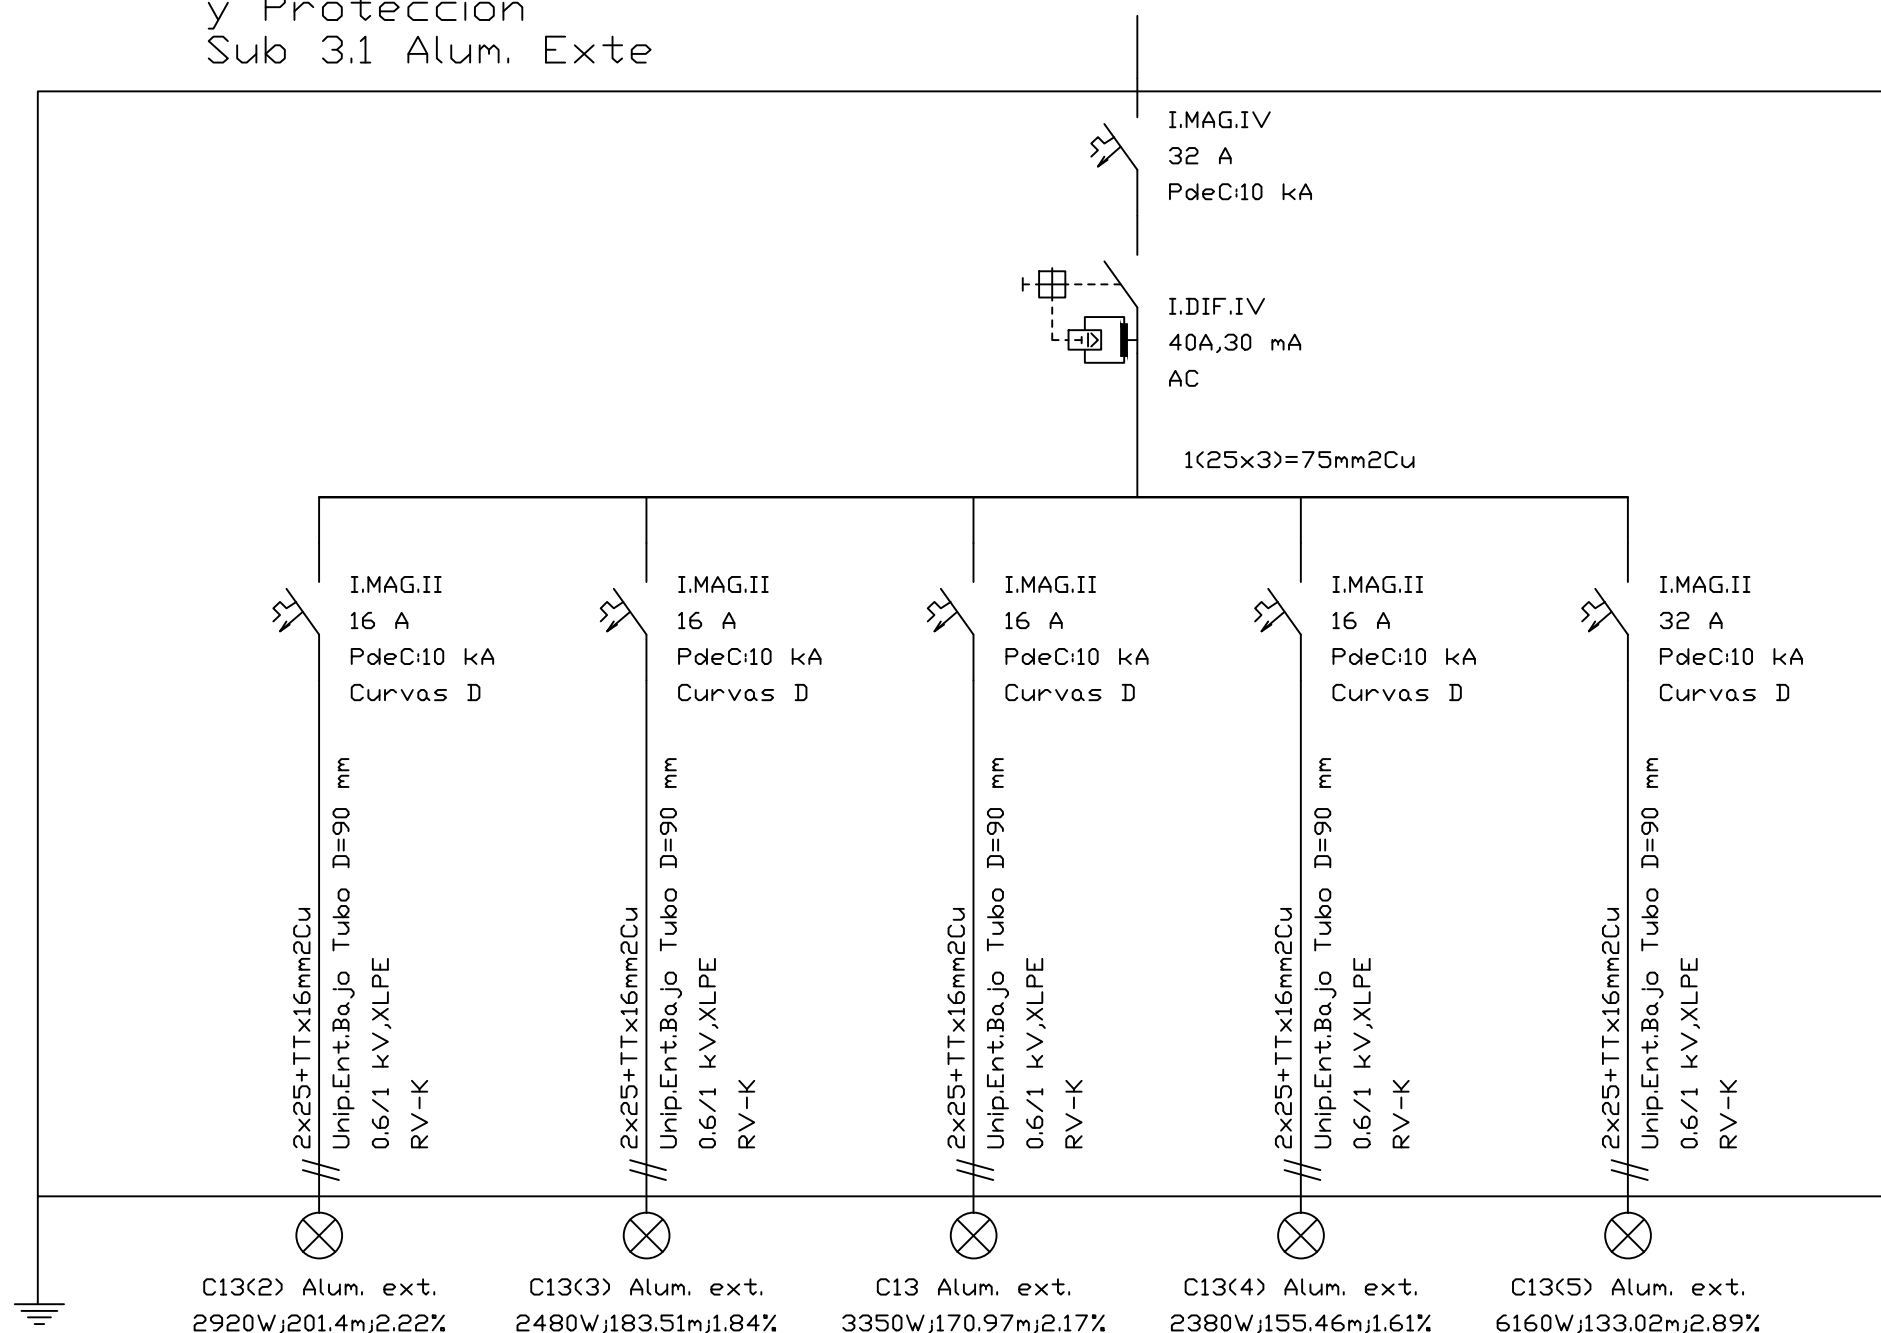 y Protección
Sub 3.1 Alum. Exte
I.MAG.IV
32 A
PdeC:10 kA
I.DIF.IV
40A,30 mA
AC
1(25x3)=75mm2Cu
I.MAG.II
16 A
PdeC:10 kA
Curvas D
I.MAG.II
16 A
PdeC:10 kA
Curvas D
I.MAG.II
16 A
PdeC:10 kA
Curvas D
I.MAG.II
16 A
PdeC:10 kA
Curvas D
I.MAG.II
32 A
PdeC:10 kA
Curvas D
2x25+TTx16mm2Cu
Unip.Ent.Bajo Tubo D=90 mm
0.6/1 kV,XLPE
RV-K
2x25+TTx16mm2Cu
Unip.Ent.Bajo Tubo D=90 mm
0.6/1 kV,XLPE
RV-K
2x25+TTx16mm2Cu
Unip.Ent.Bajo Tubo D=90 mm
0.6/1 kV,XLPE
RV-K
2x25+TTx16mm2Cu
Unip.Ent.Bajo Tubo D=90 mm
0.6/1 kV,XLPE
RV-K
2x25+TTx16mm2Cu
Unip.Ent.Bajo Tubo D=90 mm
0.6/1 kV,XLPE
RV-K
C13(2) Alum. ext.
2920W;201.4m;2.22%
C13(3) Alum. ext.
2480W;183.51m;1.84%
C13 Alum. ext.
3350W;170.97m;2.17%
C13(4) Alum. ext.
2380W;155.46m;1.61%
C13(5) Alum. ext.
6160W;133.02m;2.89%